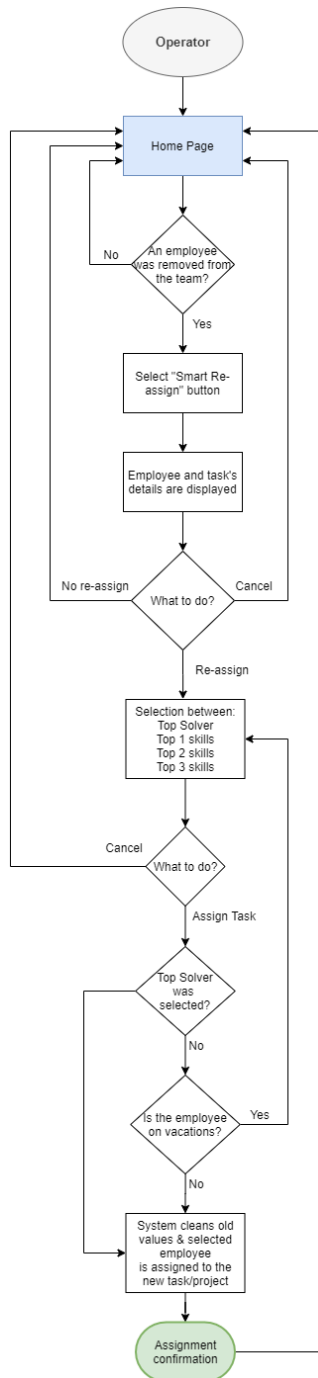 Operator
Home Page
No
An employee
was removed from
the team?
Yes
Select "Smart Re-
assign" button
Employee and task's
details are displayed
No re-assign
What to do?
Cancel
Re-assign
Selection between:
Top Solver
Top 1 skills
Top 2 skills
Top 3 skills
Cancel
What to do?
Assign Task
Top Solver
was
selected?
No
Is the employee
on vacations?
Yes
No
System cleans old
values & selected
employee
is assigned to the
new task/project
Assignment
confirmation